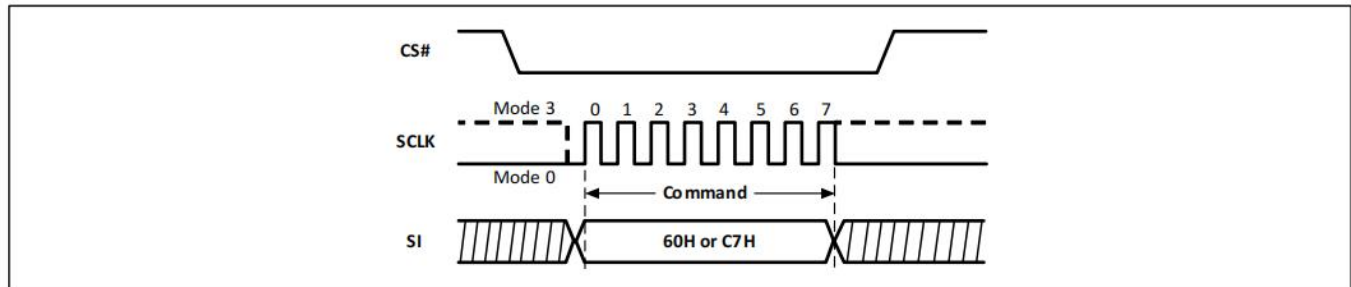 CS#
Mode 3 0 1 2 3 4 5 6 7
SCLK
Mode 0
Command
SI 60H or C7H